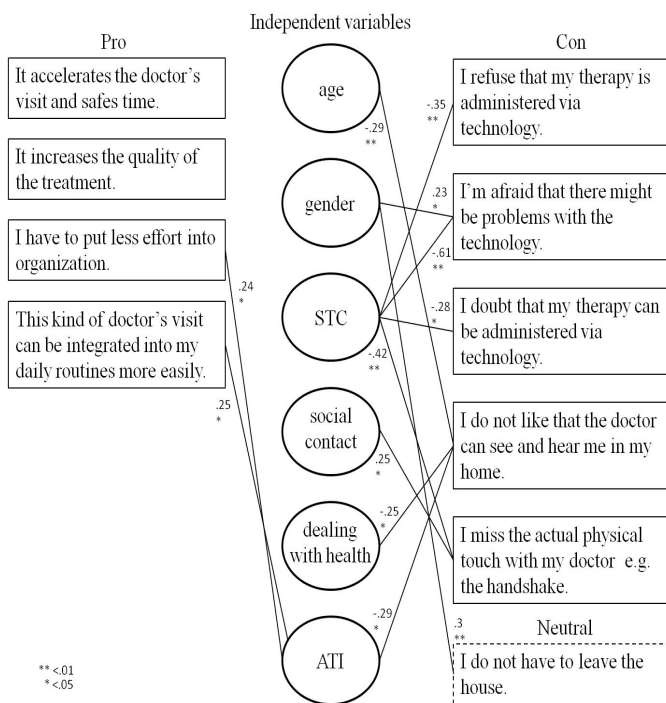 Independent variables
Pro
It accelerates the doctor's
visit and safes time.
It increases the quality of
the treatment.
I have to put less effort into
organization.
This kind of doctor's visit
can be integrated into my
daily routines more easily.
.24
*
.25
*
age
gender
STC
social
contact
dealing
with health
ATI
-.29
**
-.42
**
.25
*
-.25
*
-.29
*
Con
-.35
**
I refuse that my therapy is
administered via
technology.
.23
*
I'm afraid that there might
be problems with the
technology.
-.61
**
-.28
*
I doubt that my therapy can
be administered via
technology.
I do not like that the doctor
can see and hear me in my
home.
I miss the actual physical
touch with my doctor e.g.
the handshake.
.3
**
Neutral
I do not have to leave the
house.
** <.01
* <.05